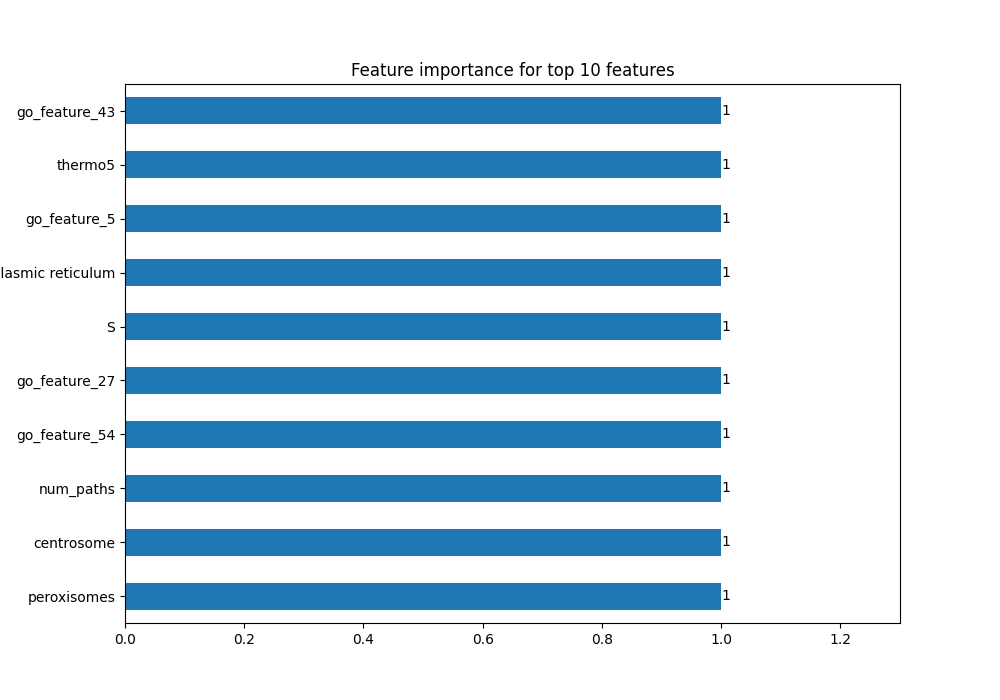 Feature importance for top 10 features
go_feature_43 1
thermo5 1
go_feature_5 1
lasmic reticulum 1
S 1
go_feature_27 1
go_feature_54 1
num_paths 1
centrosome 1
peroxisomes 1
0.0 0.2 0.4 0.6 0.8 1.0 1.2